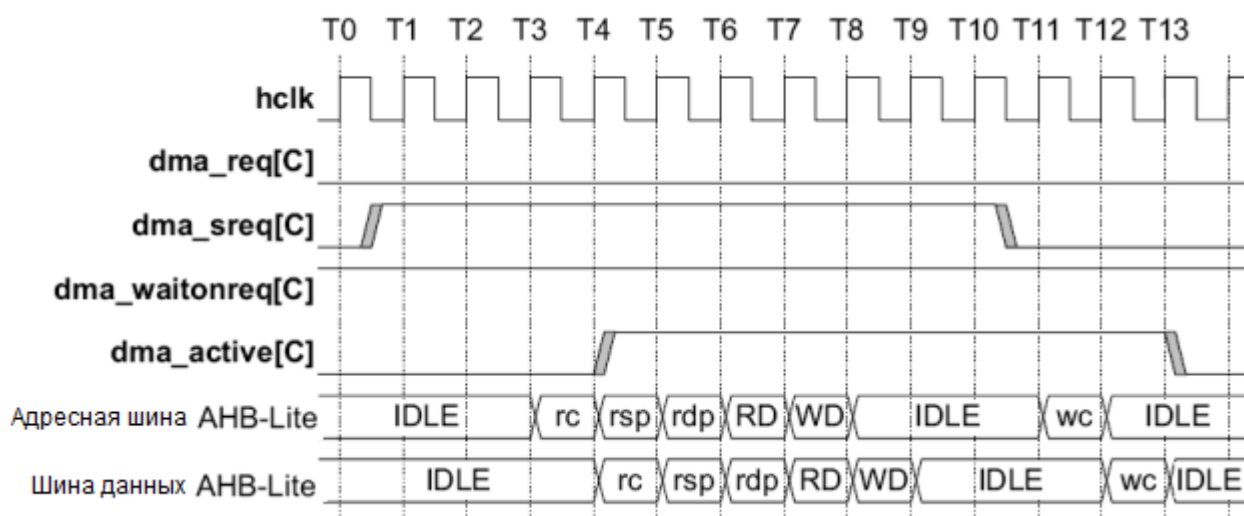 T0 T1 T2 T3 T4 T5 T6 T7 T8 T9 T10 T11 T12 T13
hclk
dma_req[C]
dma_sreq[C]
dma_waitonreq[C]
dma_active[C]
Адресная шина AHB-Lite IDLE rc rsp rdp RD WD IDLE wc IDLE
Шина данных AHB-Lite IDLE rc rsp rdp RD WD IDLE wc IDLE